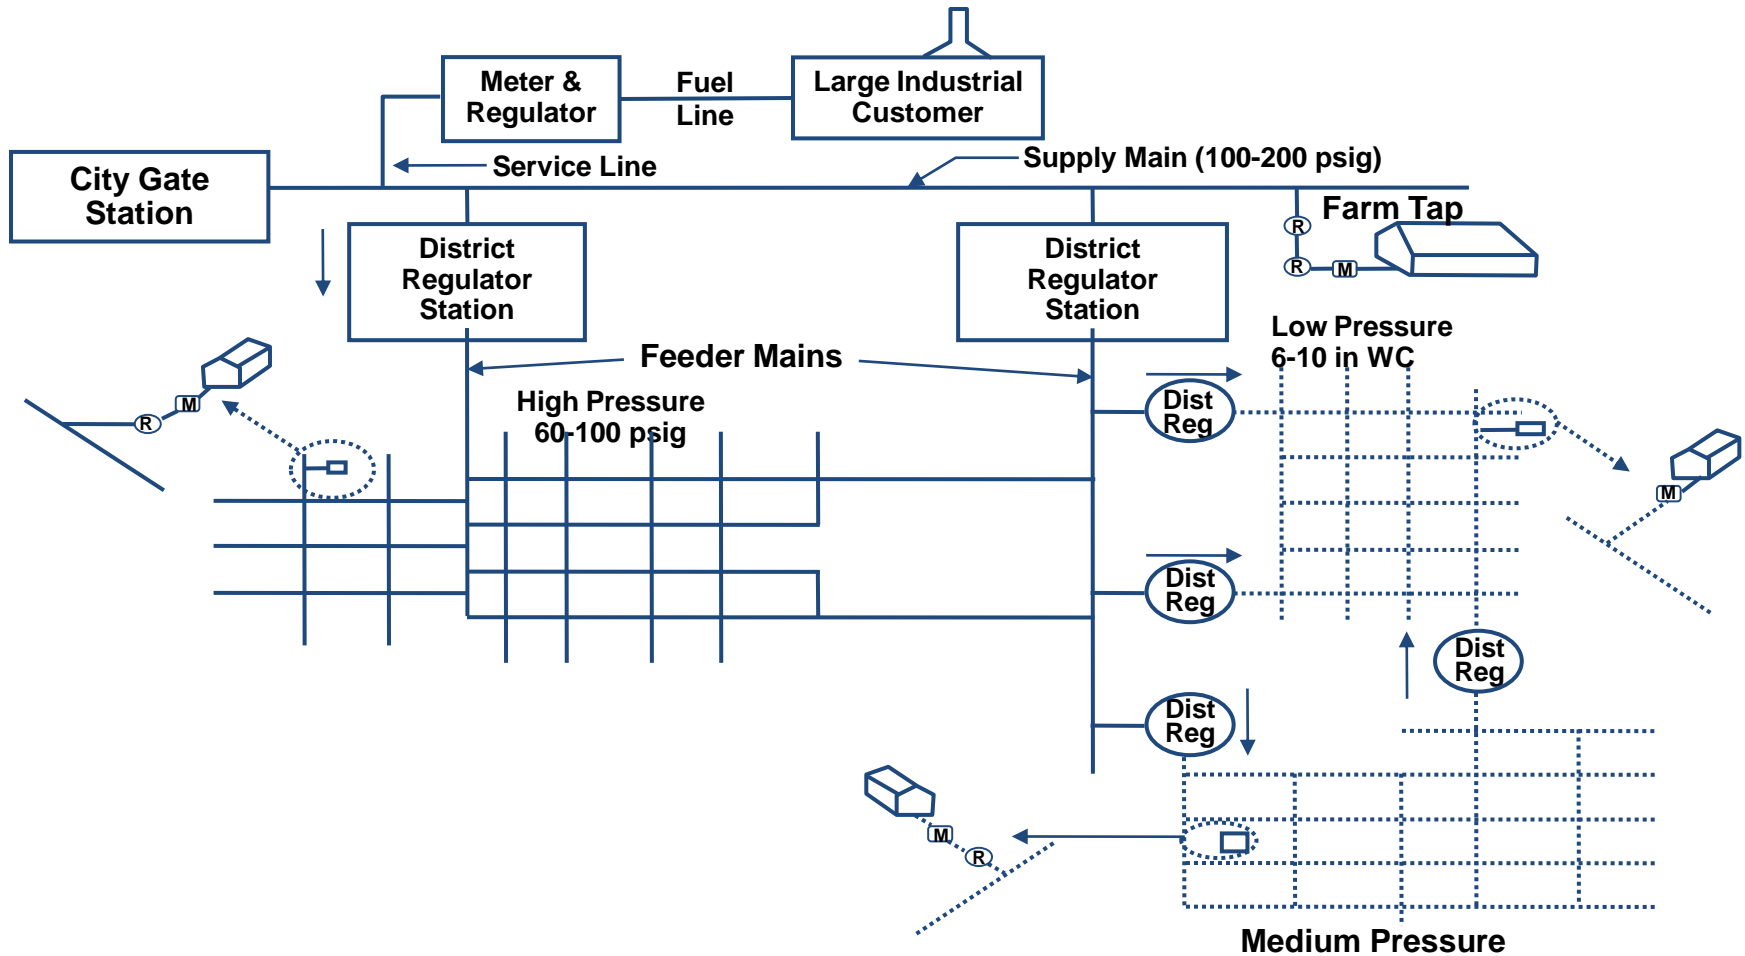 Meter &
Regulator
Fuel
Line
Large Industrial
Customer
City Gate
Station
Service Line
Supply Main (100-200 psig)
Farm Tap
R
R
M
District
Regulator
Station
District
Regulator
Station
Low Pressure
6-10 in WC
Feeder Mains
High Pressure
60-100 psig
M
R
Dist
Reg
M
Dist
Reg
Dist
Reg
Dist
Reg
M
R
Medium Pressure